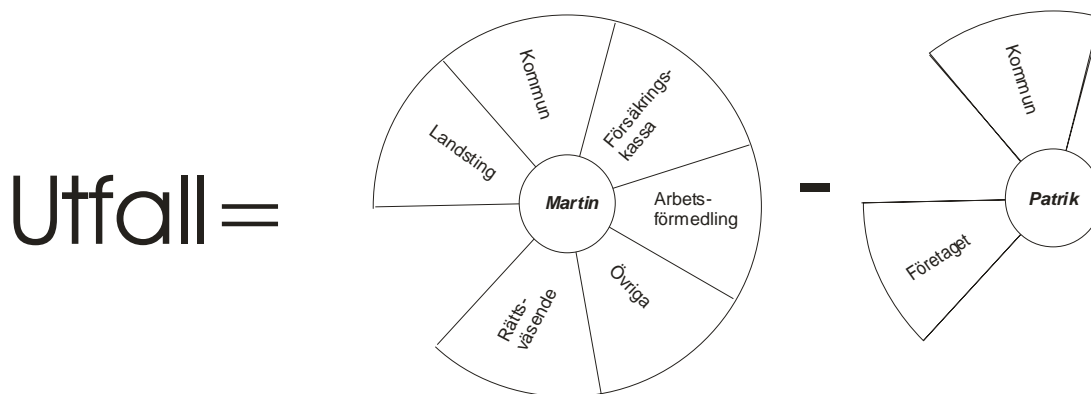 Utfall =
Landsting
Kommun
Försäkrings-
kassa
Arbets-
förmedling
Övriga
Rätts-
väsende
Martin
-
Kommun
Företaget
Patrik